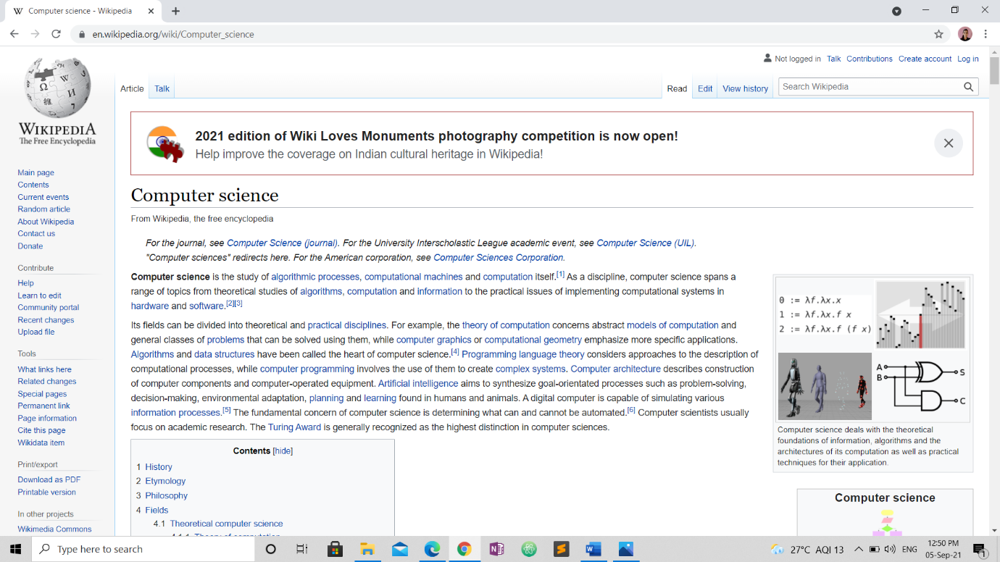 Computer science - Wikipedia
en.wikipedia.org/wiki/Computer_science
Not logged in Talk Contributions Create account Log in
Article Talk
Read Edit View history
Search Wikipedia
WIKIPEDIA
The Free Encyclopedia
Main page
Contents
Current events
Random article
About Wikipedia
Contact us
Donate
Contribute
Help
Learn to edit
Community portal
Recent changes
Upload file
Tools
What links here
Related changes
Special pages
Permanent link
Page information
Cite this page
Wikidata item
Print/export
Download as PDF
Printable version
In other projects
Wikimedia Commons
2021 edition of Wiki Loves Monuments photography competition is now open!
Help improve the coverage on Indian cultural heritage in Wikipedia!
Computer science
From Wikipedia, the free encyclopedia
For the journal, see Computer Science (journal). For the University Interscholastic League academic event, see Computer Science (UIL).
"Computer sciences" redirects here. For the American corporation, see Computer Sciences Corporation.
Computer science is the study of algorithmic processes, computational machines and computation itself.[1] As a discipline, computer science spans a
range of topics from theoretical studies of algorithms, computation and information to the practical issues of implementing computational systems in
hardware and software.[2][3]
Its fields can be divided into theoretical and practical disciplines. For example, the theory of computation concerns abstract models of computation and
general classes of problems that can be solved using them, while computer graphics or computational geometry emphasize more specific applications.
Algorithms and data structures have been called the heart of computer science.[4] Programming language theory considers approaches to the description of
computational processes, while computer programming involves the use of them to create complex systems. Computer architecture describes construction
of computer components and computer-operated equipment. Artificial intelligence aims to synthesize goal-orientated processes such as problem-solving,
decision-making, environmental adaptation, planning and learning found in humans and animals. A digital computer is capable of simulating various
information processes.[5] The fundamental concern of computer science is determining what can and cannot be automated.[6] Computer scientists usually
focus on academic research. The Turing Award is generally recognized as the highest distinction in computer sciences.
Contents [hide]
1 History
2 Etymology
3 Philosophy
4 Fields
4.1 Theoretical computer science
4.1.1 Theory of computation
0 := λf.λx.x
1 := λf.λx.f x
2 := λf.λx.f (f x)
A
B
S
C
Computer science deals with the theoretical
foundations of information, algorithms and the
architectures of its computation as well as practical
techniques for their application.
Computer science
Type here to search
27°C AQI 13
ENG
12:50 PM
05-Sep-21
1